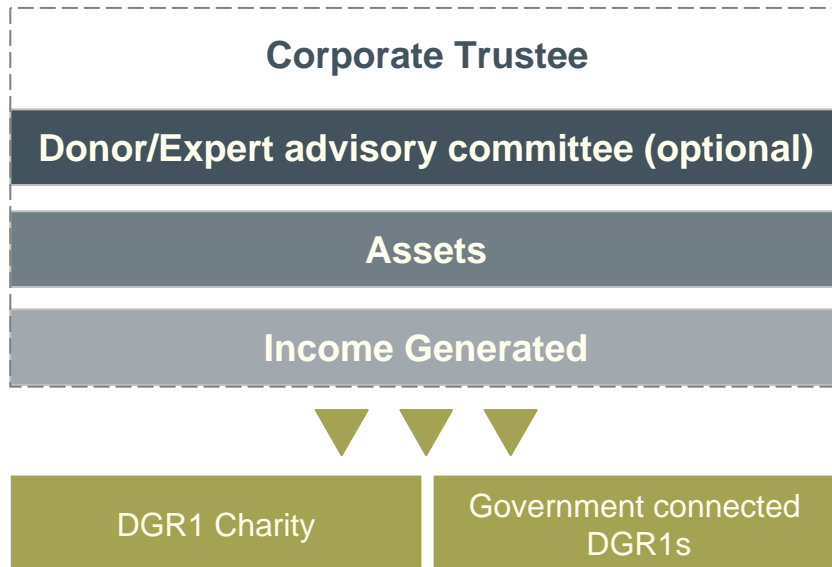 Corporate Trustee
Donor/Expert advisory committee (optional)
Assets
Income Generated
DGR1 Charity
Government connected
DGR1s